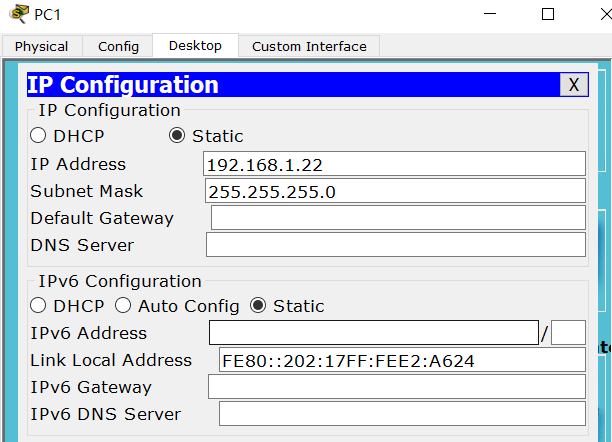 PC1
Physical Config Desktop Custom Interface
IP Configuration X
IP Configuration
DHCP Static
IP Address 192.168.1.22
Subnet Mask 255.255.255.0
Default Gateway
DNS Server
IPv6 Configuration
DHCP Auto Config Static
IPv6 Address /
Link Local Address FE80::202:17FF:FEE2:A624
IPv6 Gateway
IPv6 DNS Server